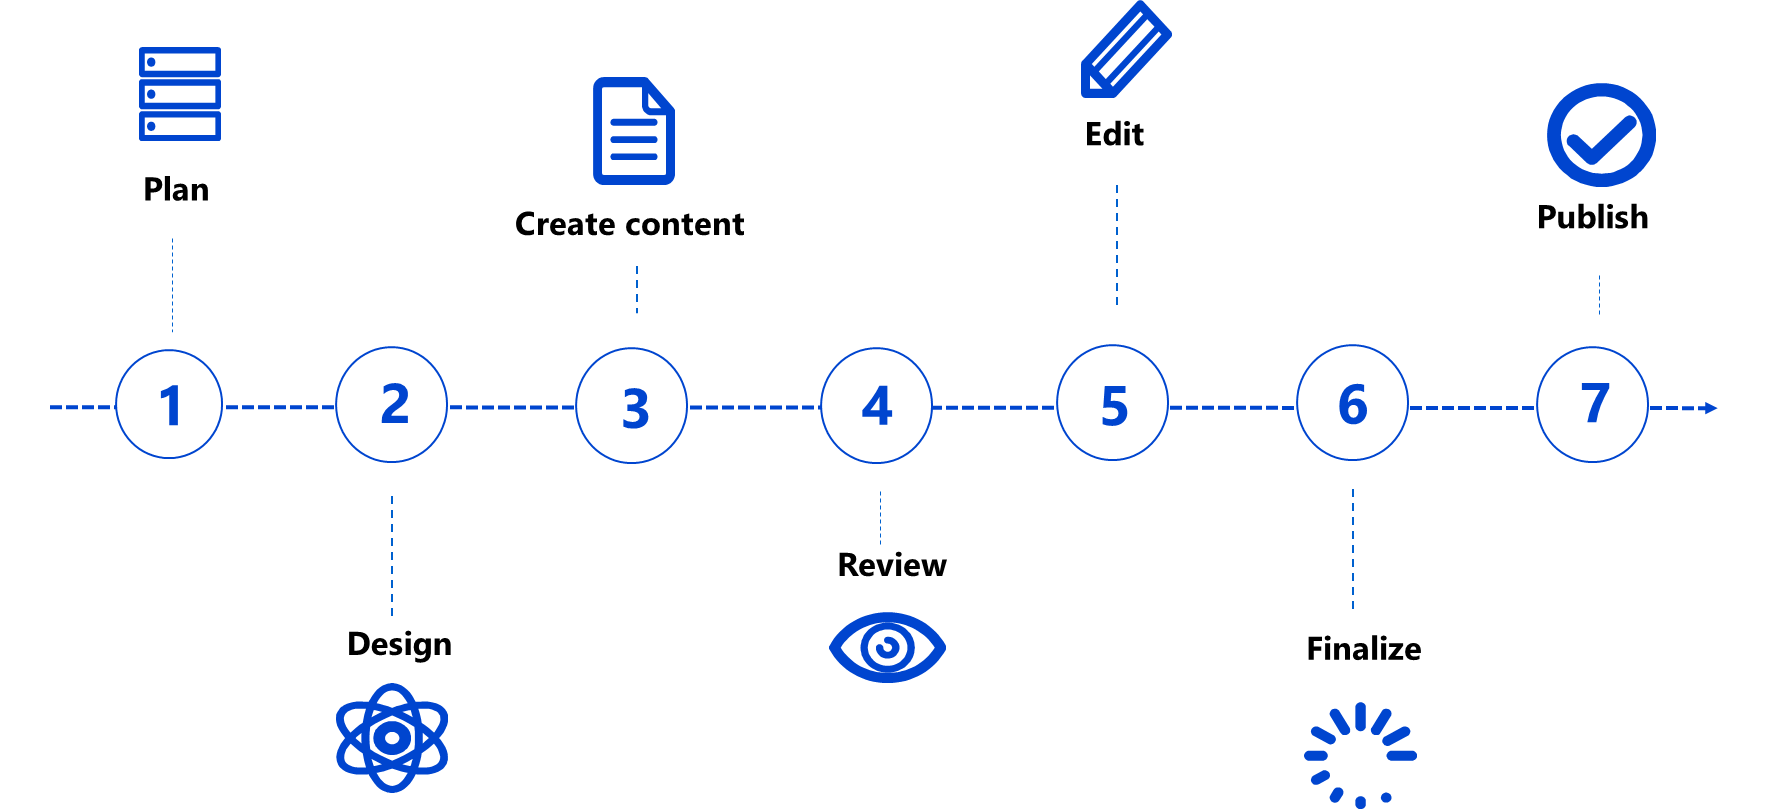 Plan
Create content
Edit
Publish
1
2
3
4
5
6
7
Design
Review
Finalize